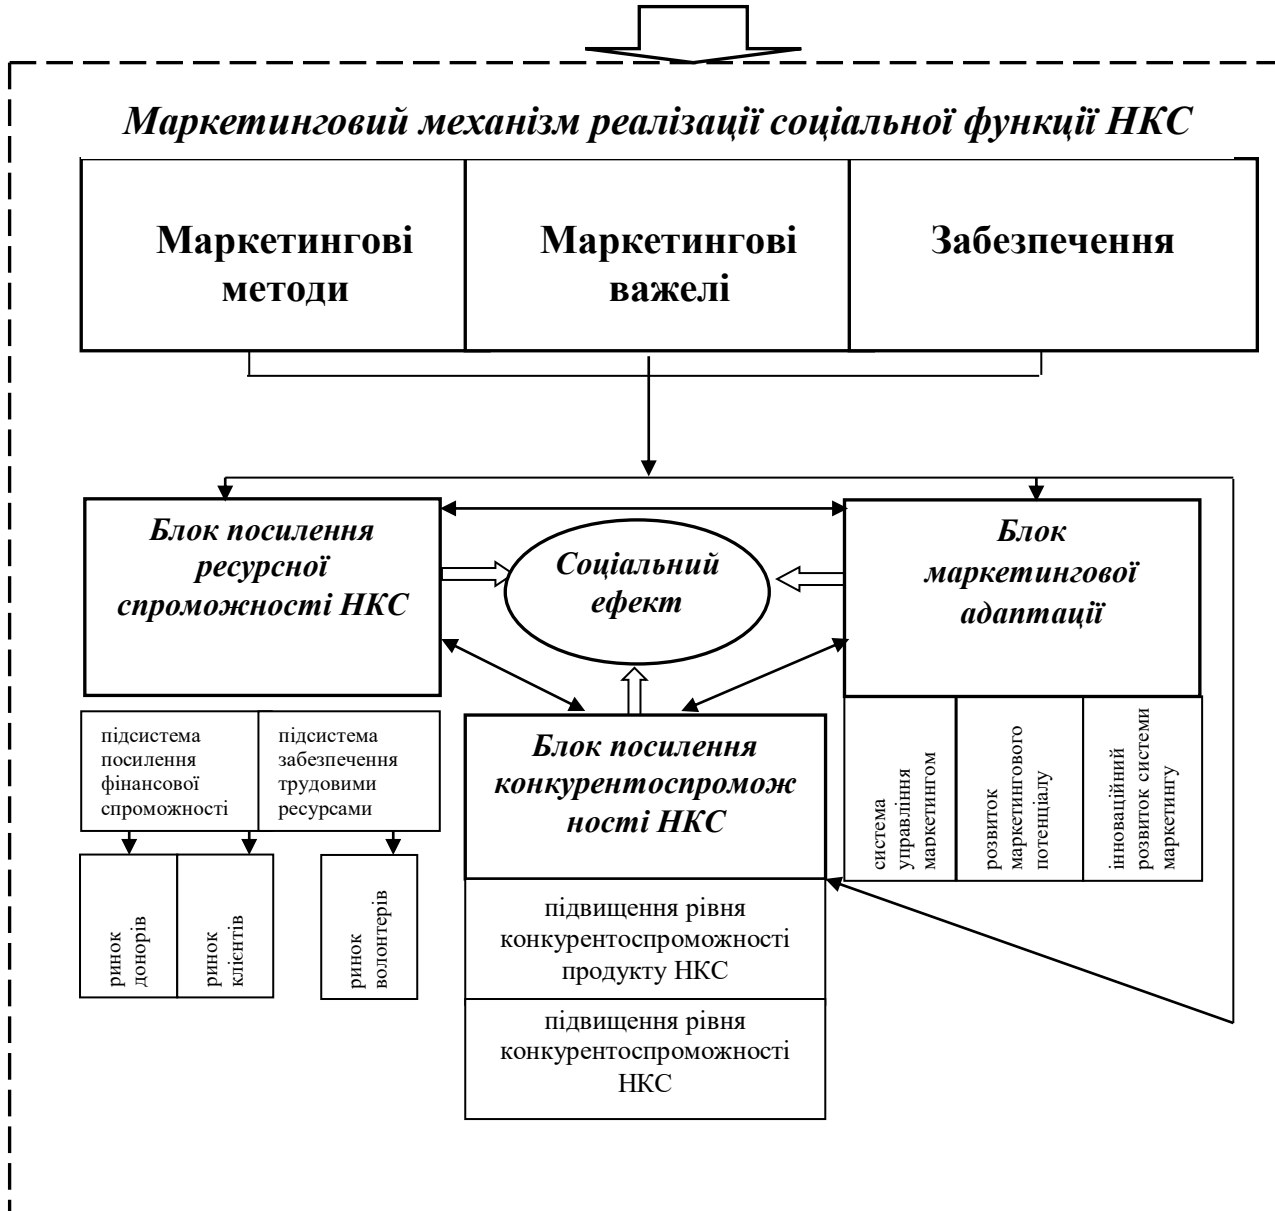 Маркетинговий механізм реалізації соціальної функції НКС
Маркетингові
методи
Маркетингові
важелі
Забезпечення
Блок посилення
ресурсної
спроможності НКС
Соціальний
ефект
Блок
маркетингової
адаптації
підсистема
посилення
фінансової
спроможності
підсистема
забезпечення
трудовими
ресурсами
ринок
донорів
ринок
клієнтів
ринок
волонтерів
Блок посилення
конкурентоспромож
ності НКС
підвищення рівня
конкурентоспроможності
продукту НКС
підвищення рівня
конкурентоспроможності
НКС
система
управління
маркетингом
розвиток
маркетингового
потенціалу
інноваційний
розвиток системи
маркетингу